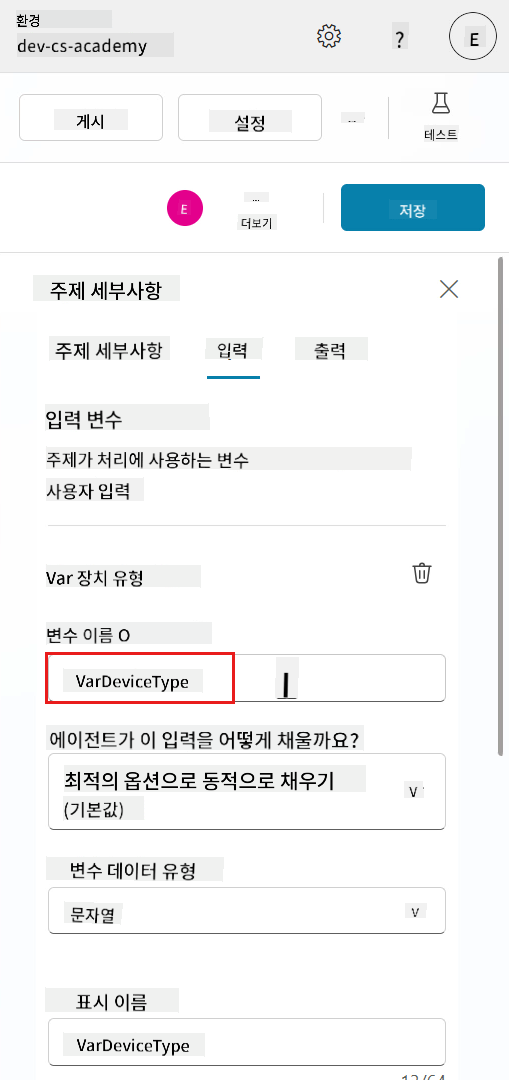 환경
dev-cs-academy
?
E
게시
설정
...
테스트
E
...
더보기
저장
주제 세부사항
주제 세부사항
입력
출력
입력 변수
주제가 처리에 사용하는 변수
사용자 입력
Var 장치 유형
변수 이름 O
VarDeviceType
에이전트가 이 입력을 어떻게 채울까요?
최적의 옵션으로 동적으로 채우기
(기본값)
v
변수 데이터 유형
문자열
v
표시 이름
VarDeviceType